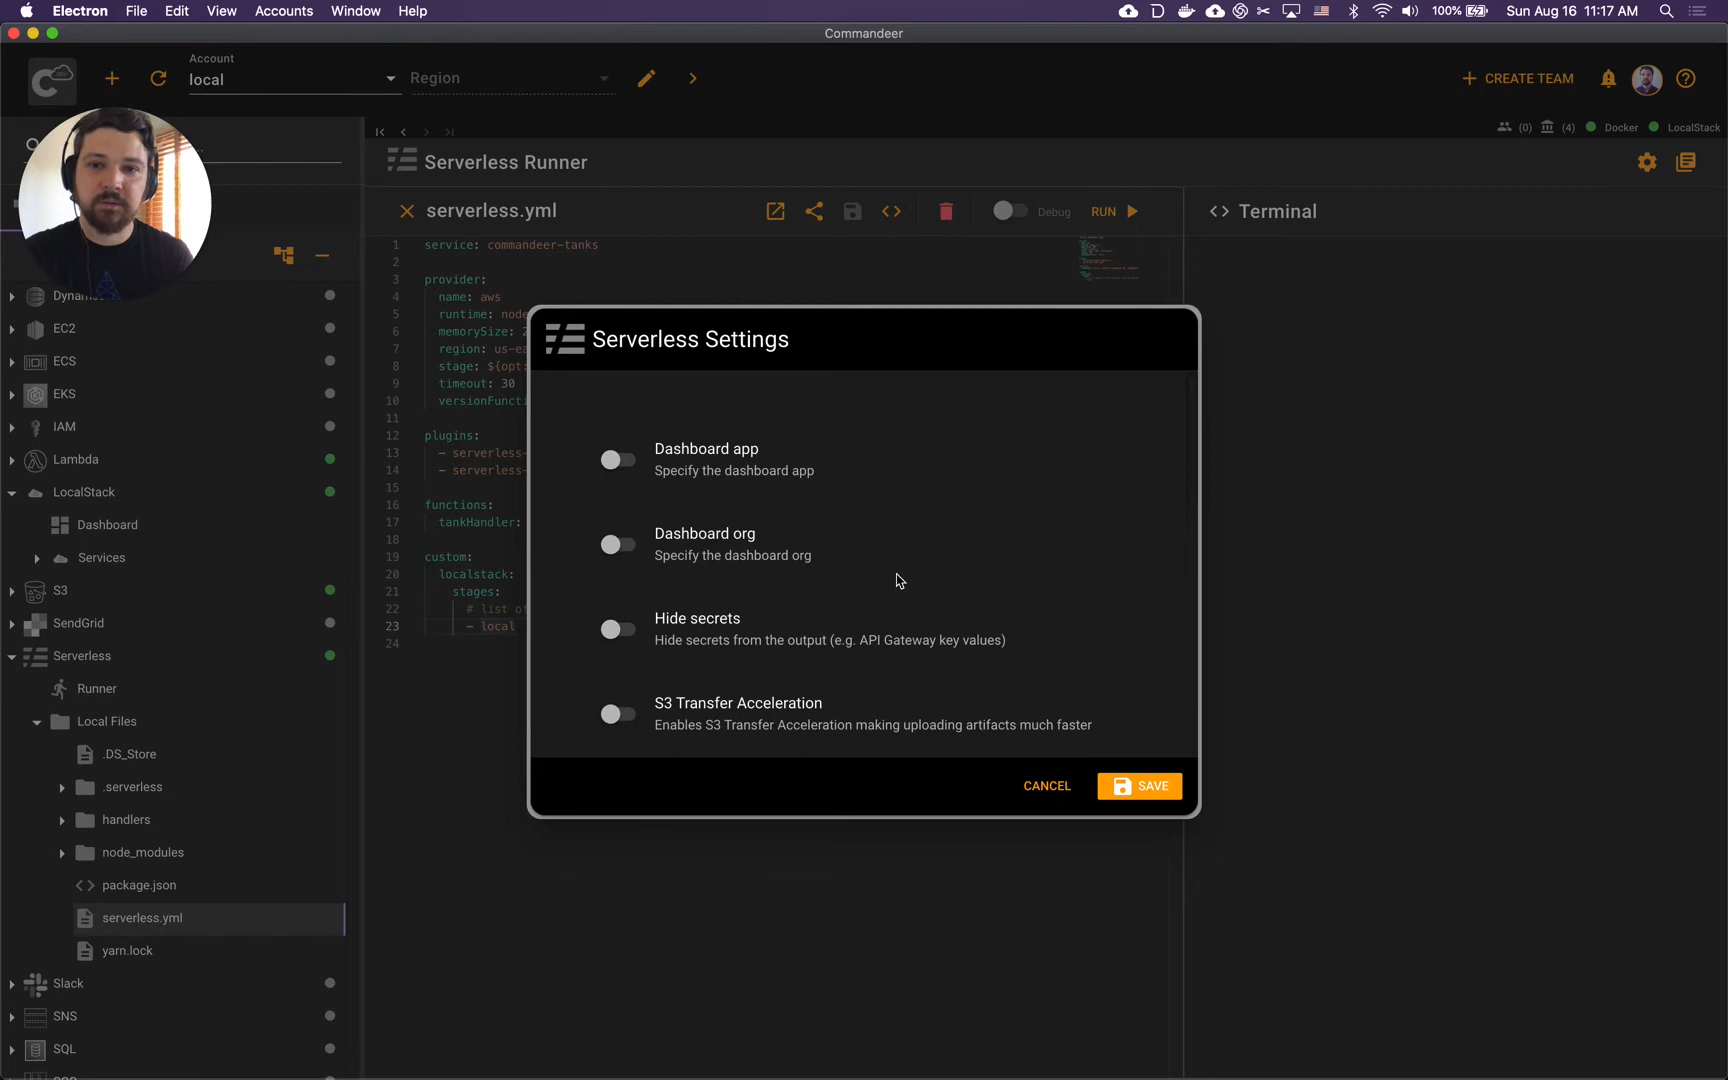 Electron File Edit View Accounts Window Help
100% Sun Aug 16 11:17 AM
Commandeer
Account
local
Region
CREATE TEAM
(0) (4) Docker LocalStack
Serverless Runner
serverless.yml
Debug
RUN
Terminal
1 service: commandeer-tanks
2
3 provider:
4 name: aws
5 runtime: node
6 memorySize: 2
7 region: us-ea
8 stage: ${opt:
9 timeout: 30
10 versionFuncti
11
12 plugins:
13 - serverless-
14 - serverless-
15
16 functions:
17 tankHandler:
18
19 custom:
20 localstack:
21 stages:
22 # list of
23 - local
24
EC2
ECS
EKS
IAM
Lambda
LocalStack
Dashboard
Services
S3
SendGrid
Serverless
Runner
Local Files
.DS_Store
.serverless
handlers
node_modules
package.json
serverless.yml
yarn.lock
Slack
SNS
SQL
Serverless Settings
Dashboard app
Specify the dashboard app
Dashboard org
Specify the dashboard org
Hide secrets
Hide secrets from the output (e.g. API Gateway key values)
S3 Transfer Acceleration
Enables S3 Transfer Acceleration making uploading artifacts much faster
CANCEL
SAVE